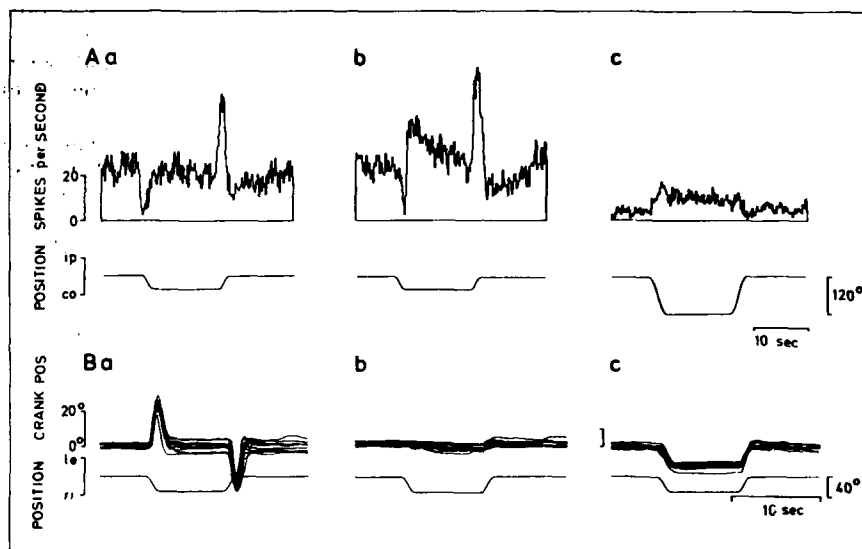 A a
b
c
SPIKES per SECOND
20
0
POSITION
ip
co
120°
10 sec
B a
b
c
CRANK POS
20°
0°
POSITION
le
40°
10 sec